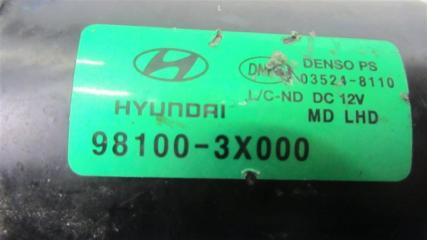 DENSO PS
03524-8110
L/C-ND DC 12V
HYUNDAI MD LHD
98100-3X000